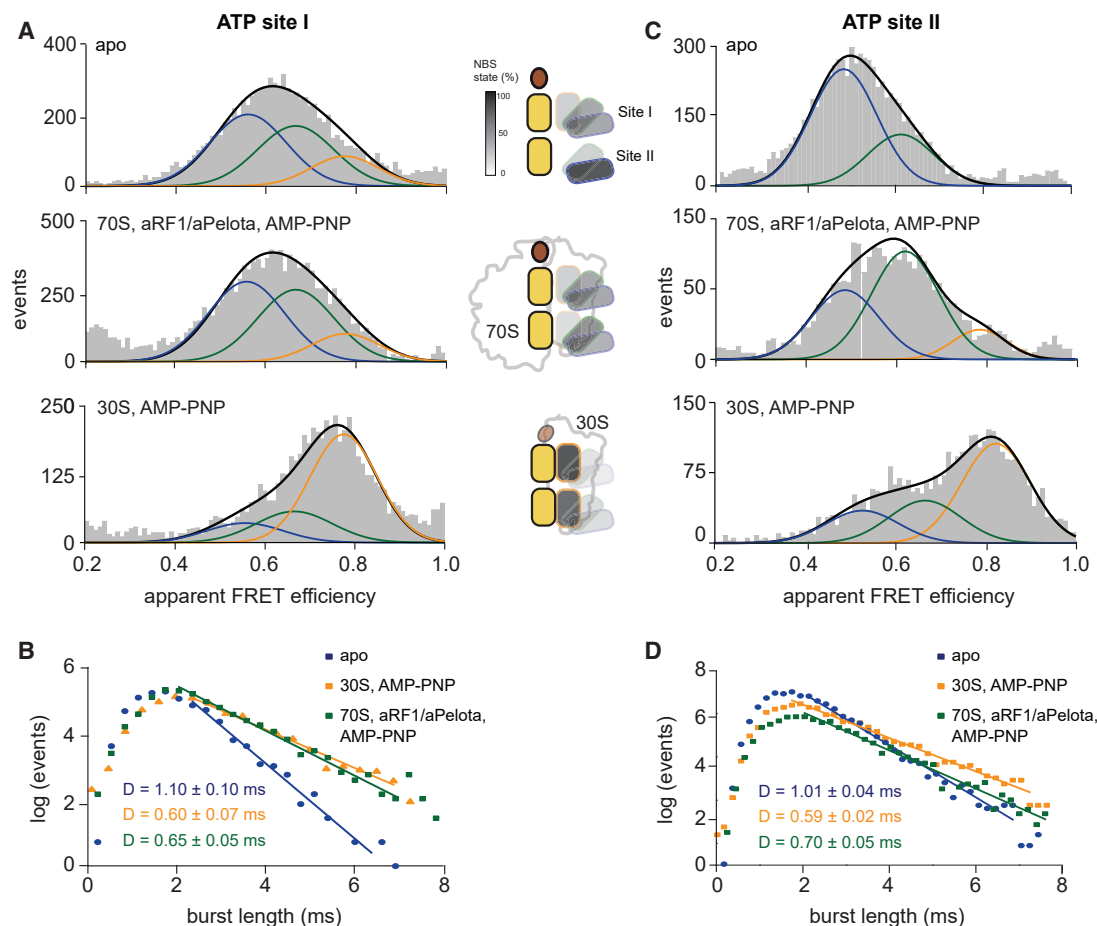 ATP site I
ATP site II
A
apo
400
200
0
70S, aRF1/aPelota, AMP-PNP
500
250
0
events
30S, AMP-PNP
250
125
0
0.2
0.4
0.6
0.8
1.0
apparent FRET efficiency
NBS
state (%)
100
50
0
Site I
Site II
70S
30S
C
apo
300
150
0
70S, aRF1/aPelota, AMP-PNP
150
50
0
events
30S, AMP-PNP
150
75
0
0.2
0.4
0.6
0.8
1.0
apparent FRET efficiency
B
apo
30S, AMP-PNP
70S, aRF1/aPelota,
AMP-PNP
6
4
2
0
log (events)
D = 1.10 ± 0.10 ms
D = 0.60 ± 0.07 ms
D = 0.65 ± 0.05 ms
0
2
4
6
8
burst length (ms)
D
apo
30S, AMP-PNP
70S, aRF1/aPelota,
AMP-PNP
8
6
4
2
0
log (events)
D = 1.01 ± 0.04 ms
D = 0.59 ± 0.02 ms
D = 0.70 ± 0.05 ms
0
2
4
6
8
burst length (ms)